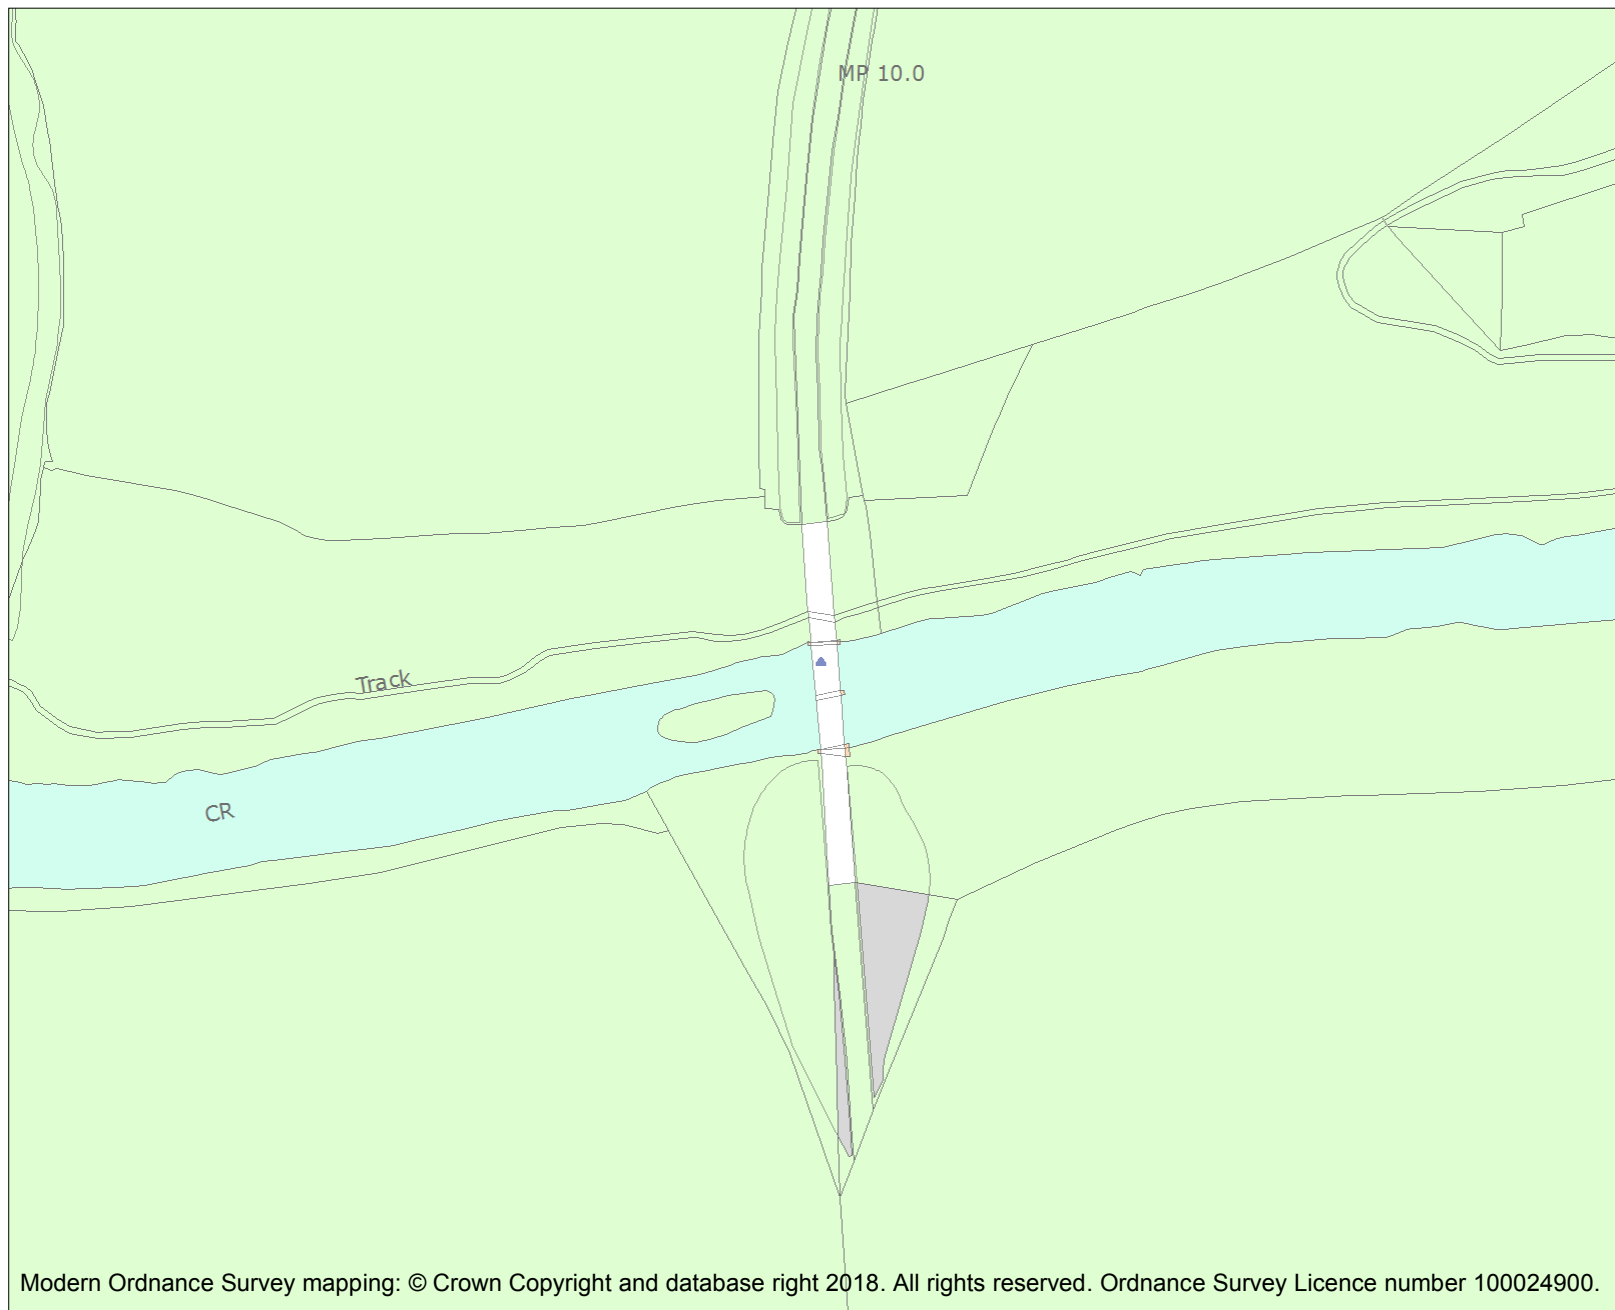 MP 10.0
Track
CR
Modern Ordnance Survey mapping: © Crown Copyright and database right 2018. All rights reserved. Ordnance Survey Licence number 100024900.